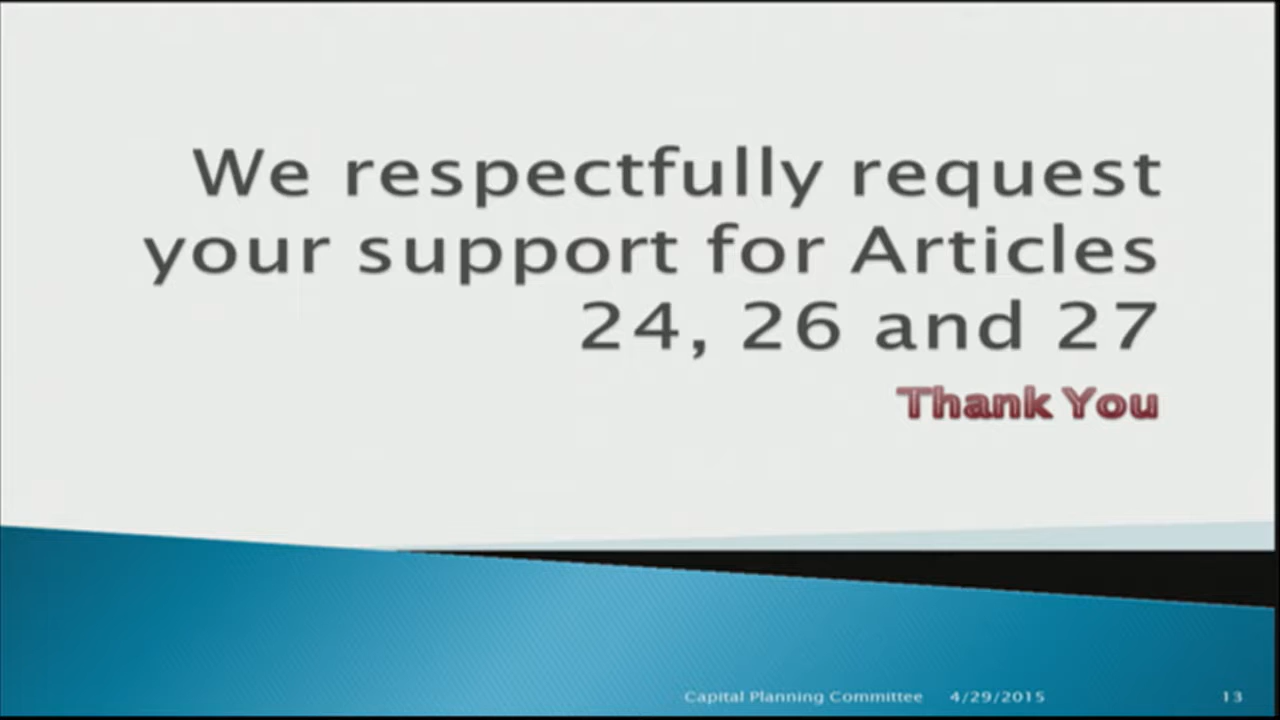 We respectfully request
your support for Articles
24, 26 and 27
Thank You
Capital Planning Committee 4/29/2015 13